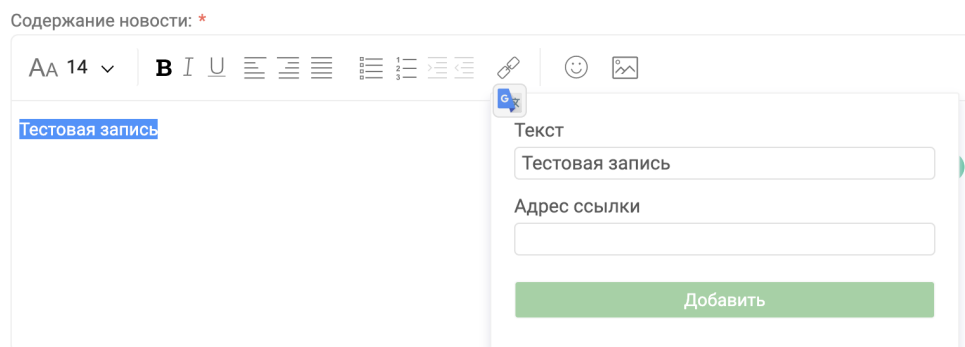 Содержание новости: *
AA 14
B I U
Тестовая запись
Текст
Тестовая запись
Адрес ссылки
Добавить